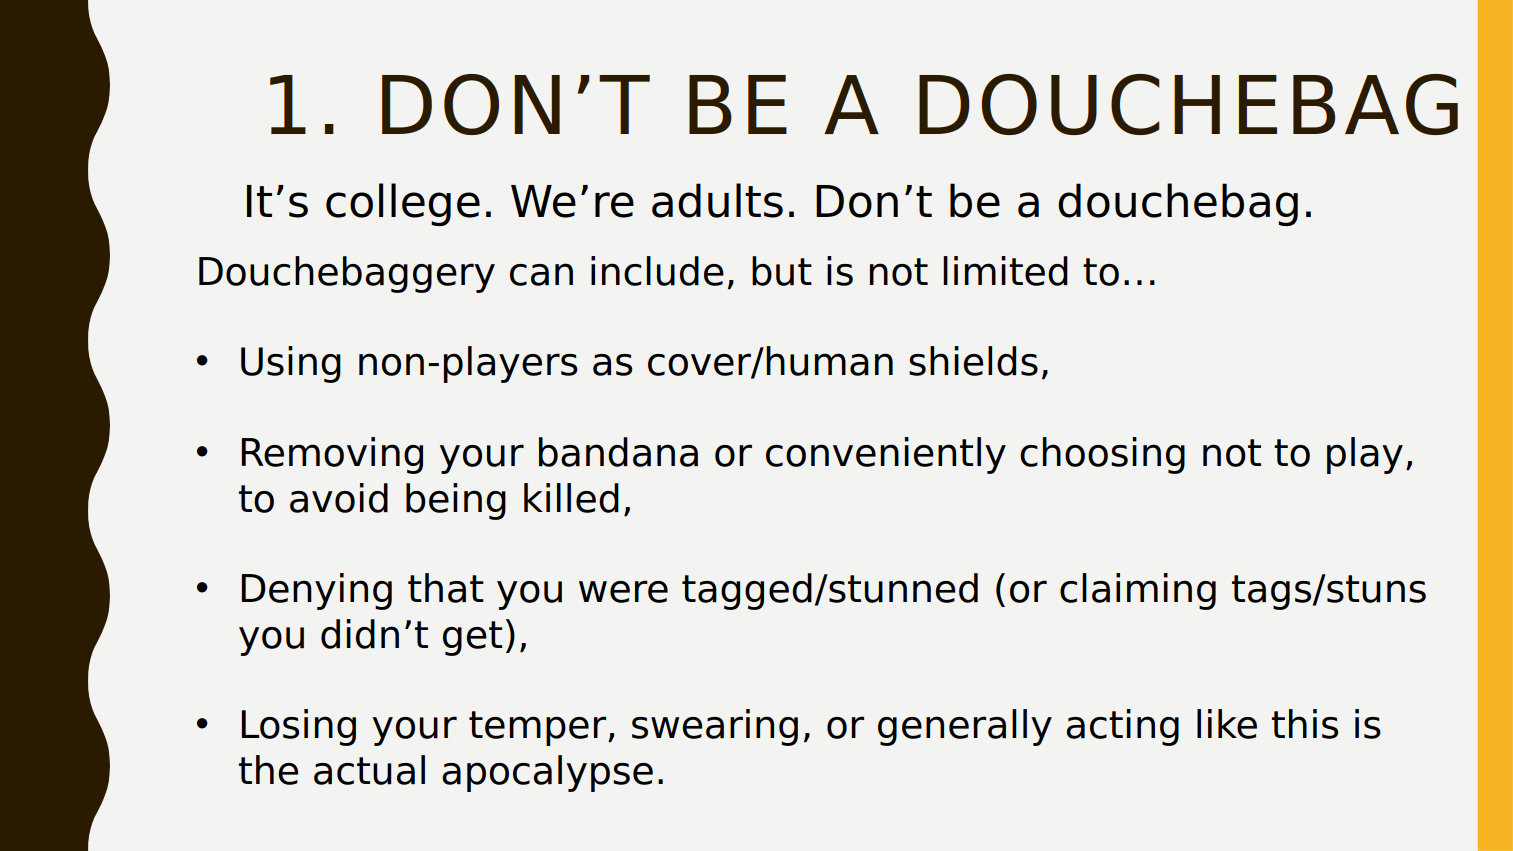 1. DON’T BE A DOUCHEBAG
It’s college. We’re adults. Don’t be a douchebag.
Douchebaggery can include, but is not limited to…
• Using non-players as cover/human shields,
• Removing your bandana or conveniently choosing not to play,
to avoid being killed,
• Denying that you were tagged/stunned (or claiming tags/stuns
you didn’t get),
• Losing your temper, swearing, or generally acting like this is
the actual apocalypse.